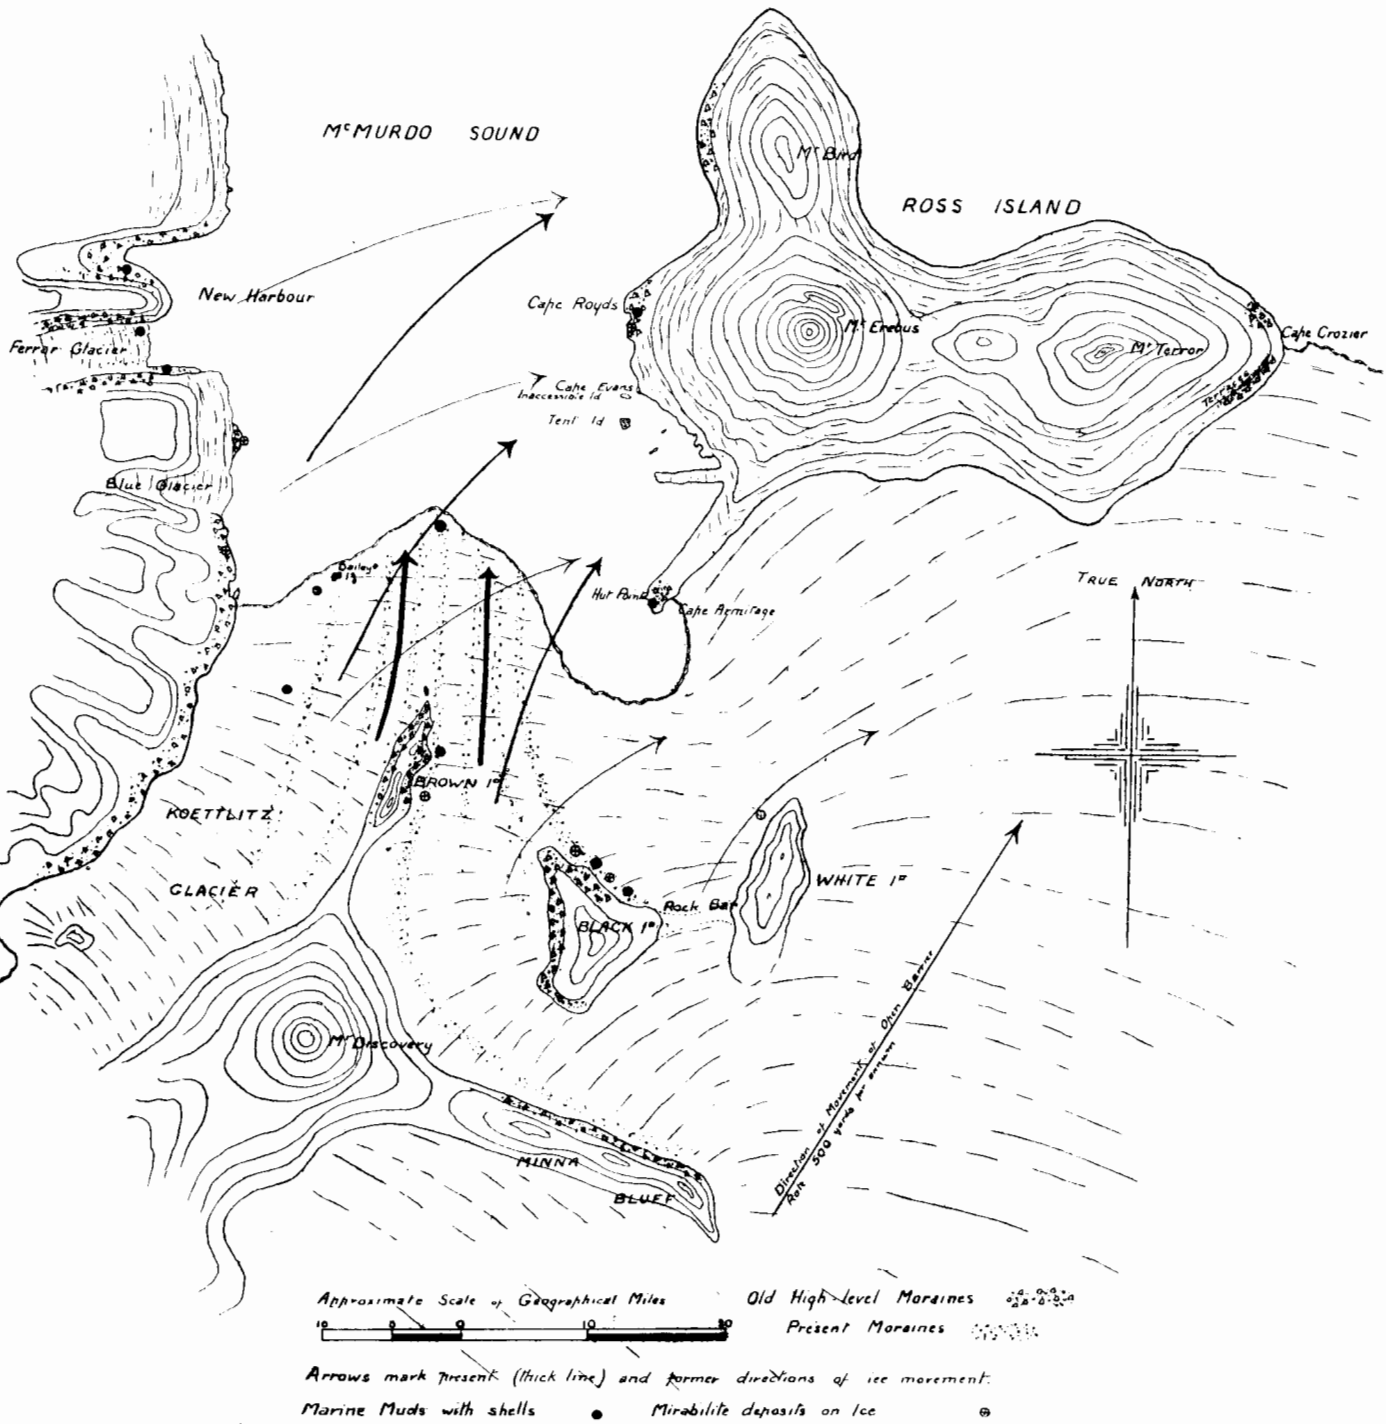 McMURDO SOUND
Mt Bird
ROSS ISLAND
New Harbour
Cape Royds
Mt Erebus
Mt Terror
Cape Crozier
Ferrar Glacier
Terraces
Cape Evans
Inaccessible Id
Tent Id
Blue Glacier
Dailey Is
Hut Point
Cape Armitage
TRUE NORTH
BROWN Id
KOETTLITZ
GLACIER
WHITE Id
Rock Bar
BLACK Id
Mt Discovery
Direction of Movement of Open Barrier
Rate 500 yards per annum
MINNA
BLUFF
Approximate Scale of Geographical Miles
10 0 10 20
Old High-level Moraines
Present Moraines
Arrows mark present (thick line) and former directions of ice movement.
Marine Muds with shells
Mirabilite deposits on Ice